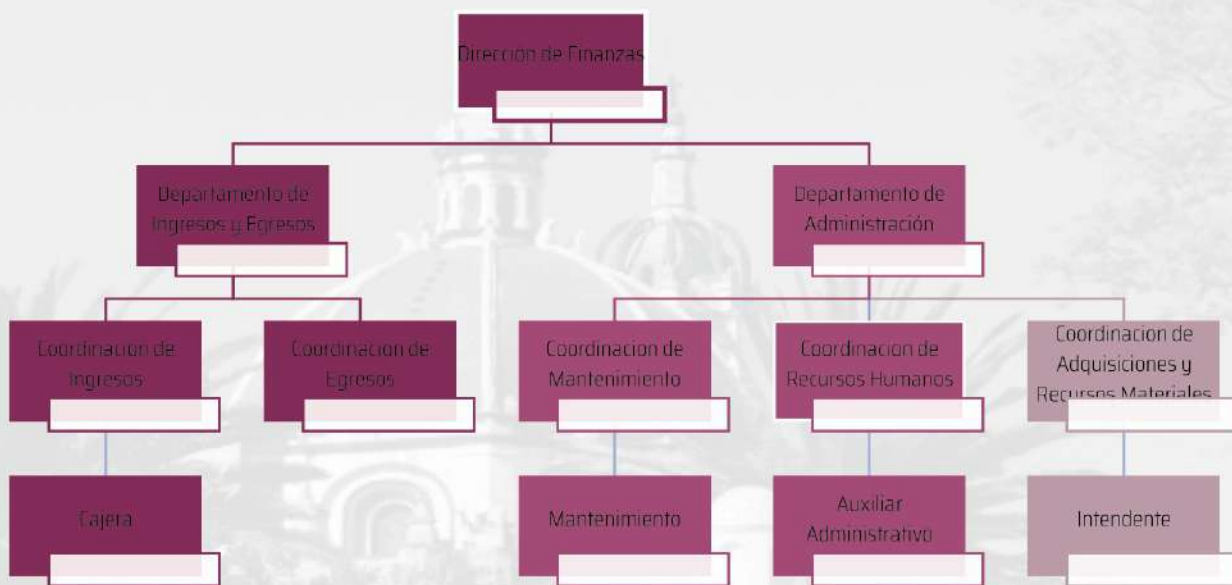 Dirección de Finanzas
Departamento de
Ingresos y Egresos
Departamento de
Administración
Coordinacion de
Ingresos
Coordinacion de
Egresos
Coordinacion de
Mantenimiento
Coordinacion de
Recursos Humanos
Coordinacion de
Adquisiciones y
Recursos Materiales
Cajera
Mantenimiento
Auxiliar
Administrativo
Intendente